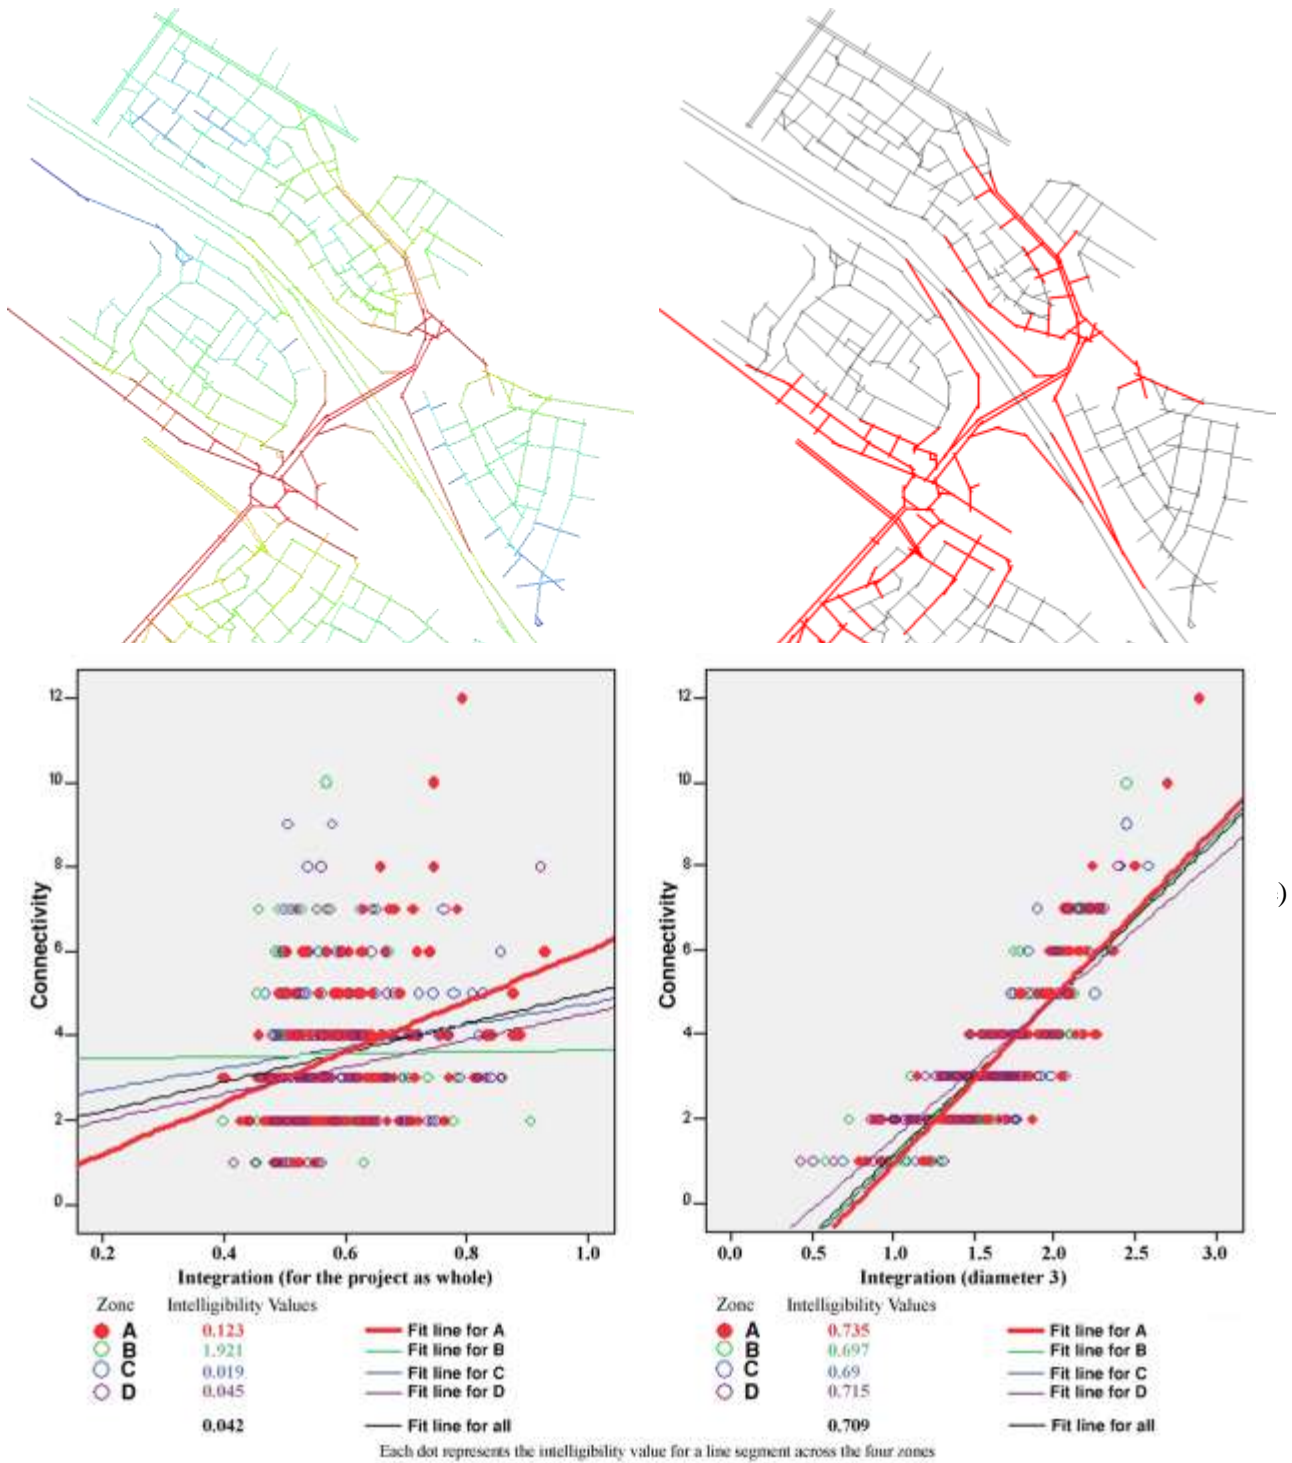 12
10
8
6
4
2
0
Connectivity
0.2 0.4 0.6 0.8 1.0
Integration (for the project as whole)
Zone Intelligibility Values
A 0.123 Fit line for A
B 1.921 Fit line for B
C 0.019 Fit line for C
D 0.045 Fit line for D
0.042 Fit line for all
12
10
8
6
4
2
0
Connectivity
0.0 0.5 1.0 1.5 2.0 2.5 3.0
Integration (diameter 3)
Zone Intelligibility Values
A 0.735 Fit line for A
B 0.697 Fit line for B
C 0.69 Fit line for C
D 0.715 Fit line for D
0.709 Fit line for all
Each dot represents the intelligibility value for a line segment across the four zones